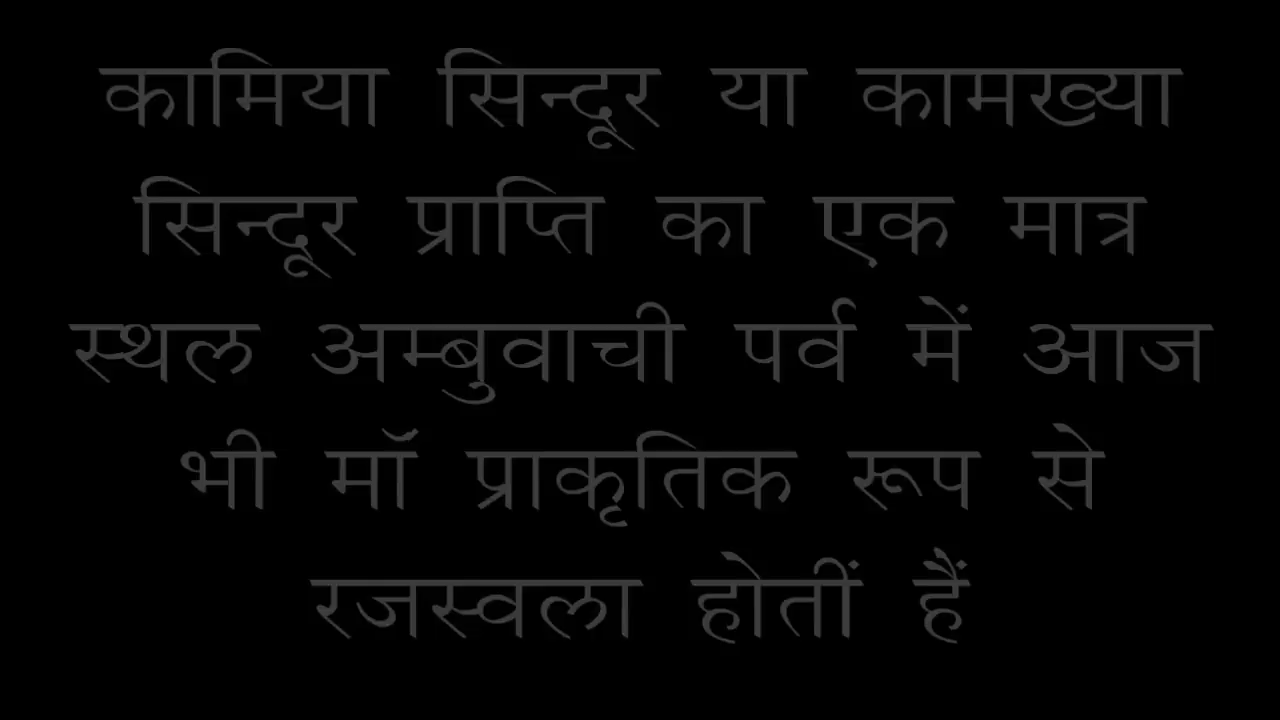 कामिया सिन्दूर या कामख्या
सिन्दूर प्राप्ति का एक मात्र
स्थल अम्बुवाची पर्व में आज
भी मॉ प्राकृतिक रूप से
रजस्वला होतीं हैं